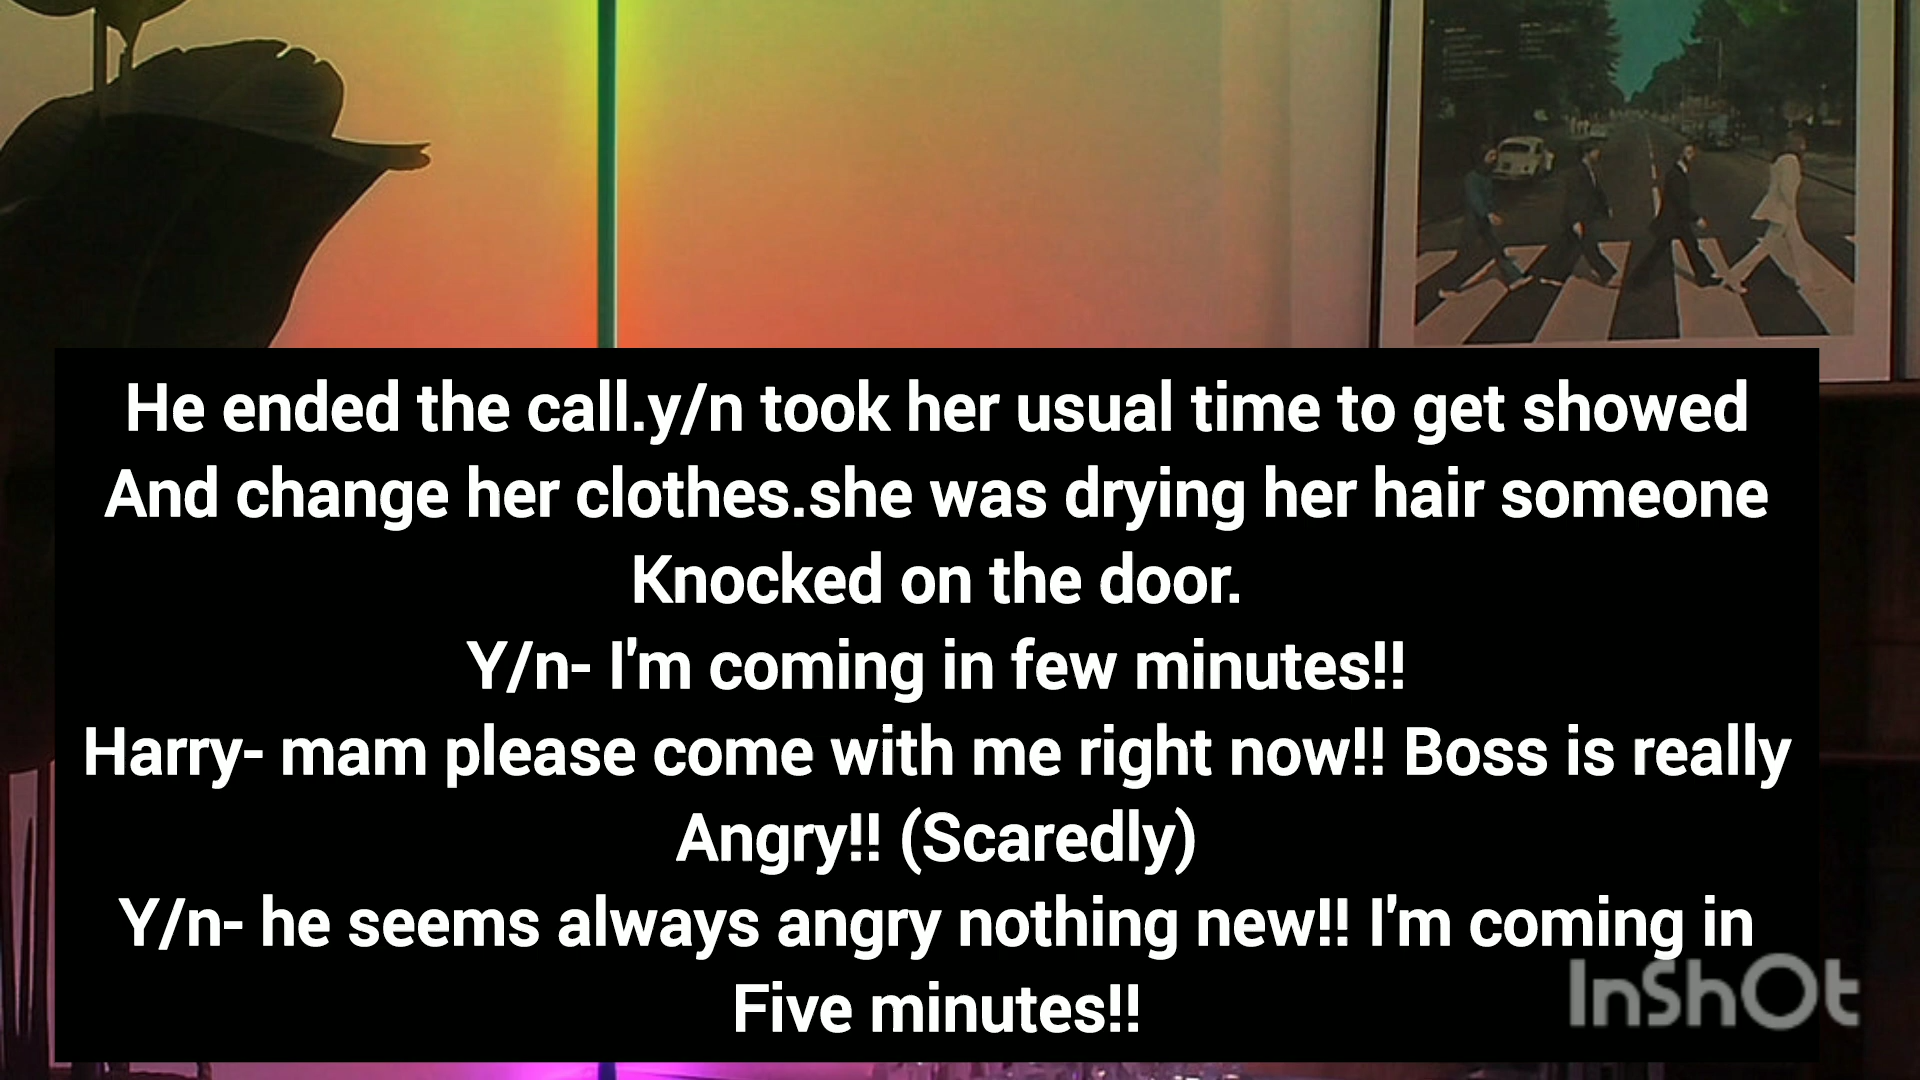 He ended the call.y/n took her usual time to get showed
And change her clothes.she was drying her hair someone
Knocked on the door.
Y/n- I'm coming in few minutes!!
Harry- mam please come with me right now!! Boss is really
Angry!! (Scaredly)
Y/n- he seems always angry nothing new!! I'm coming in
Five minutes!!
InShOt